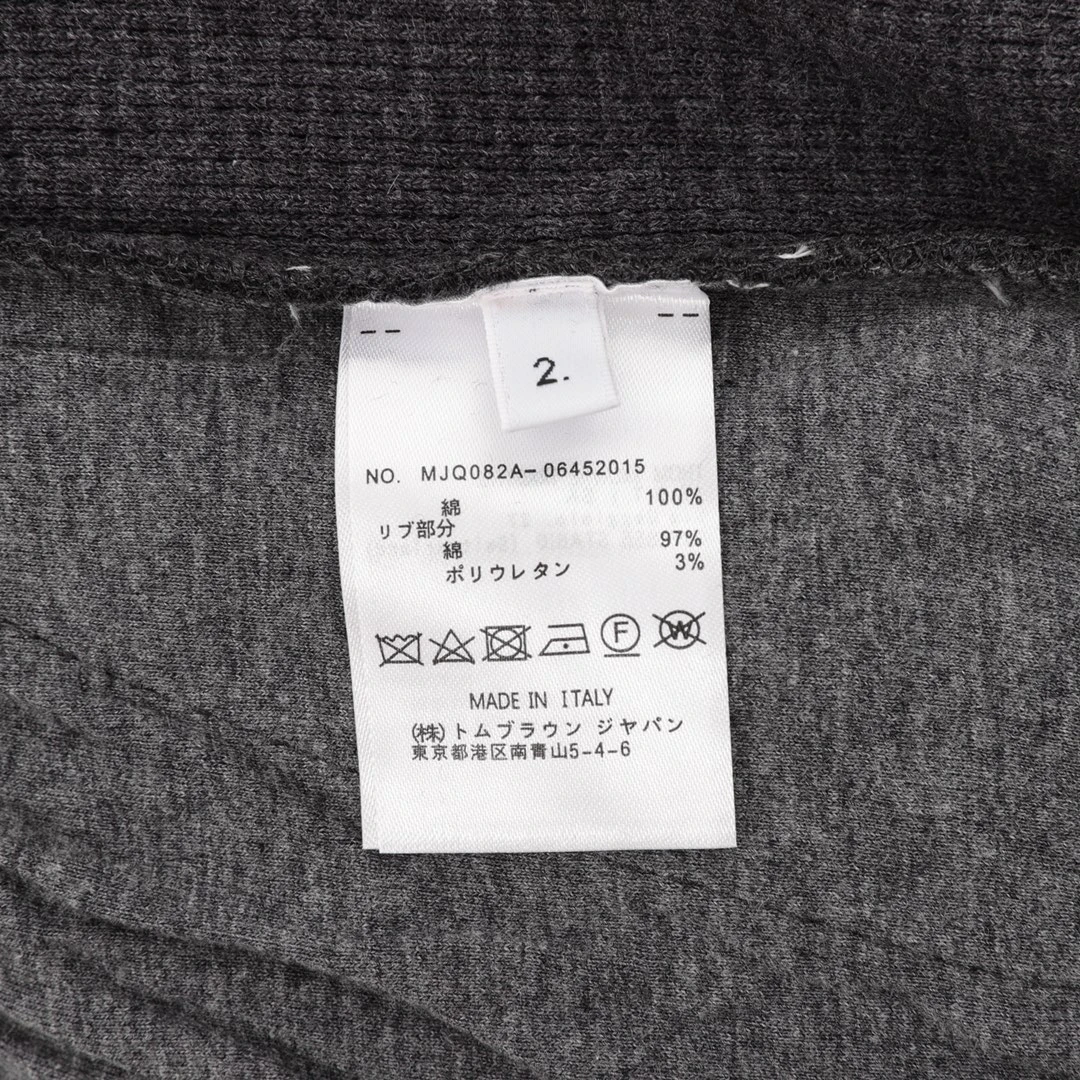 2.
NO. MJQ082A-06452015
綿 100%
リブ部分
綿 97%
ポリウレタン 3%
F
W
MADE IN ITALY
(株)トムブラウン ジャパン
東京都港区南青山5-4-6